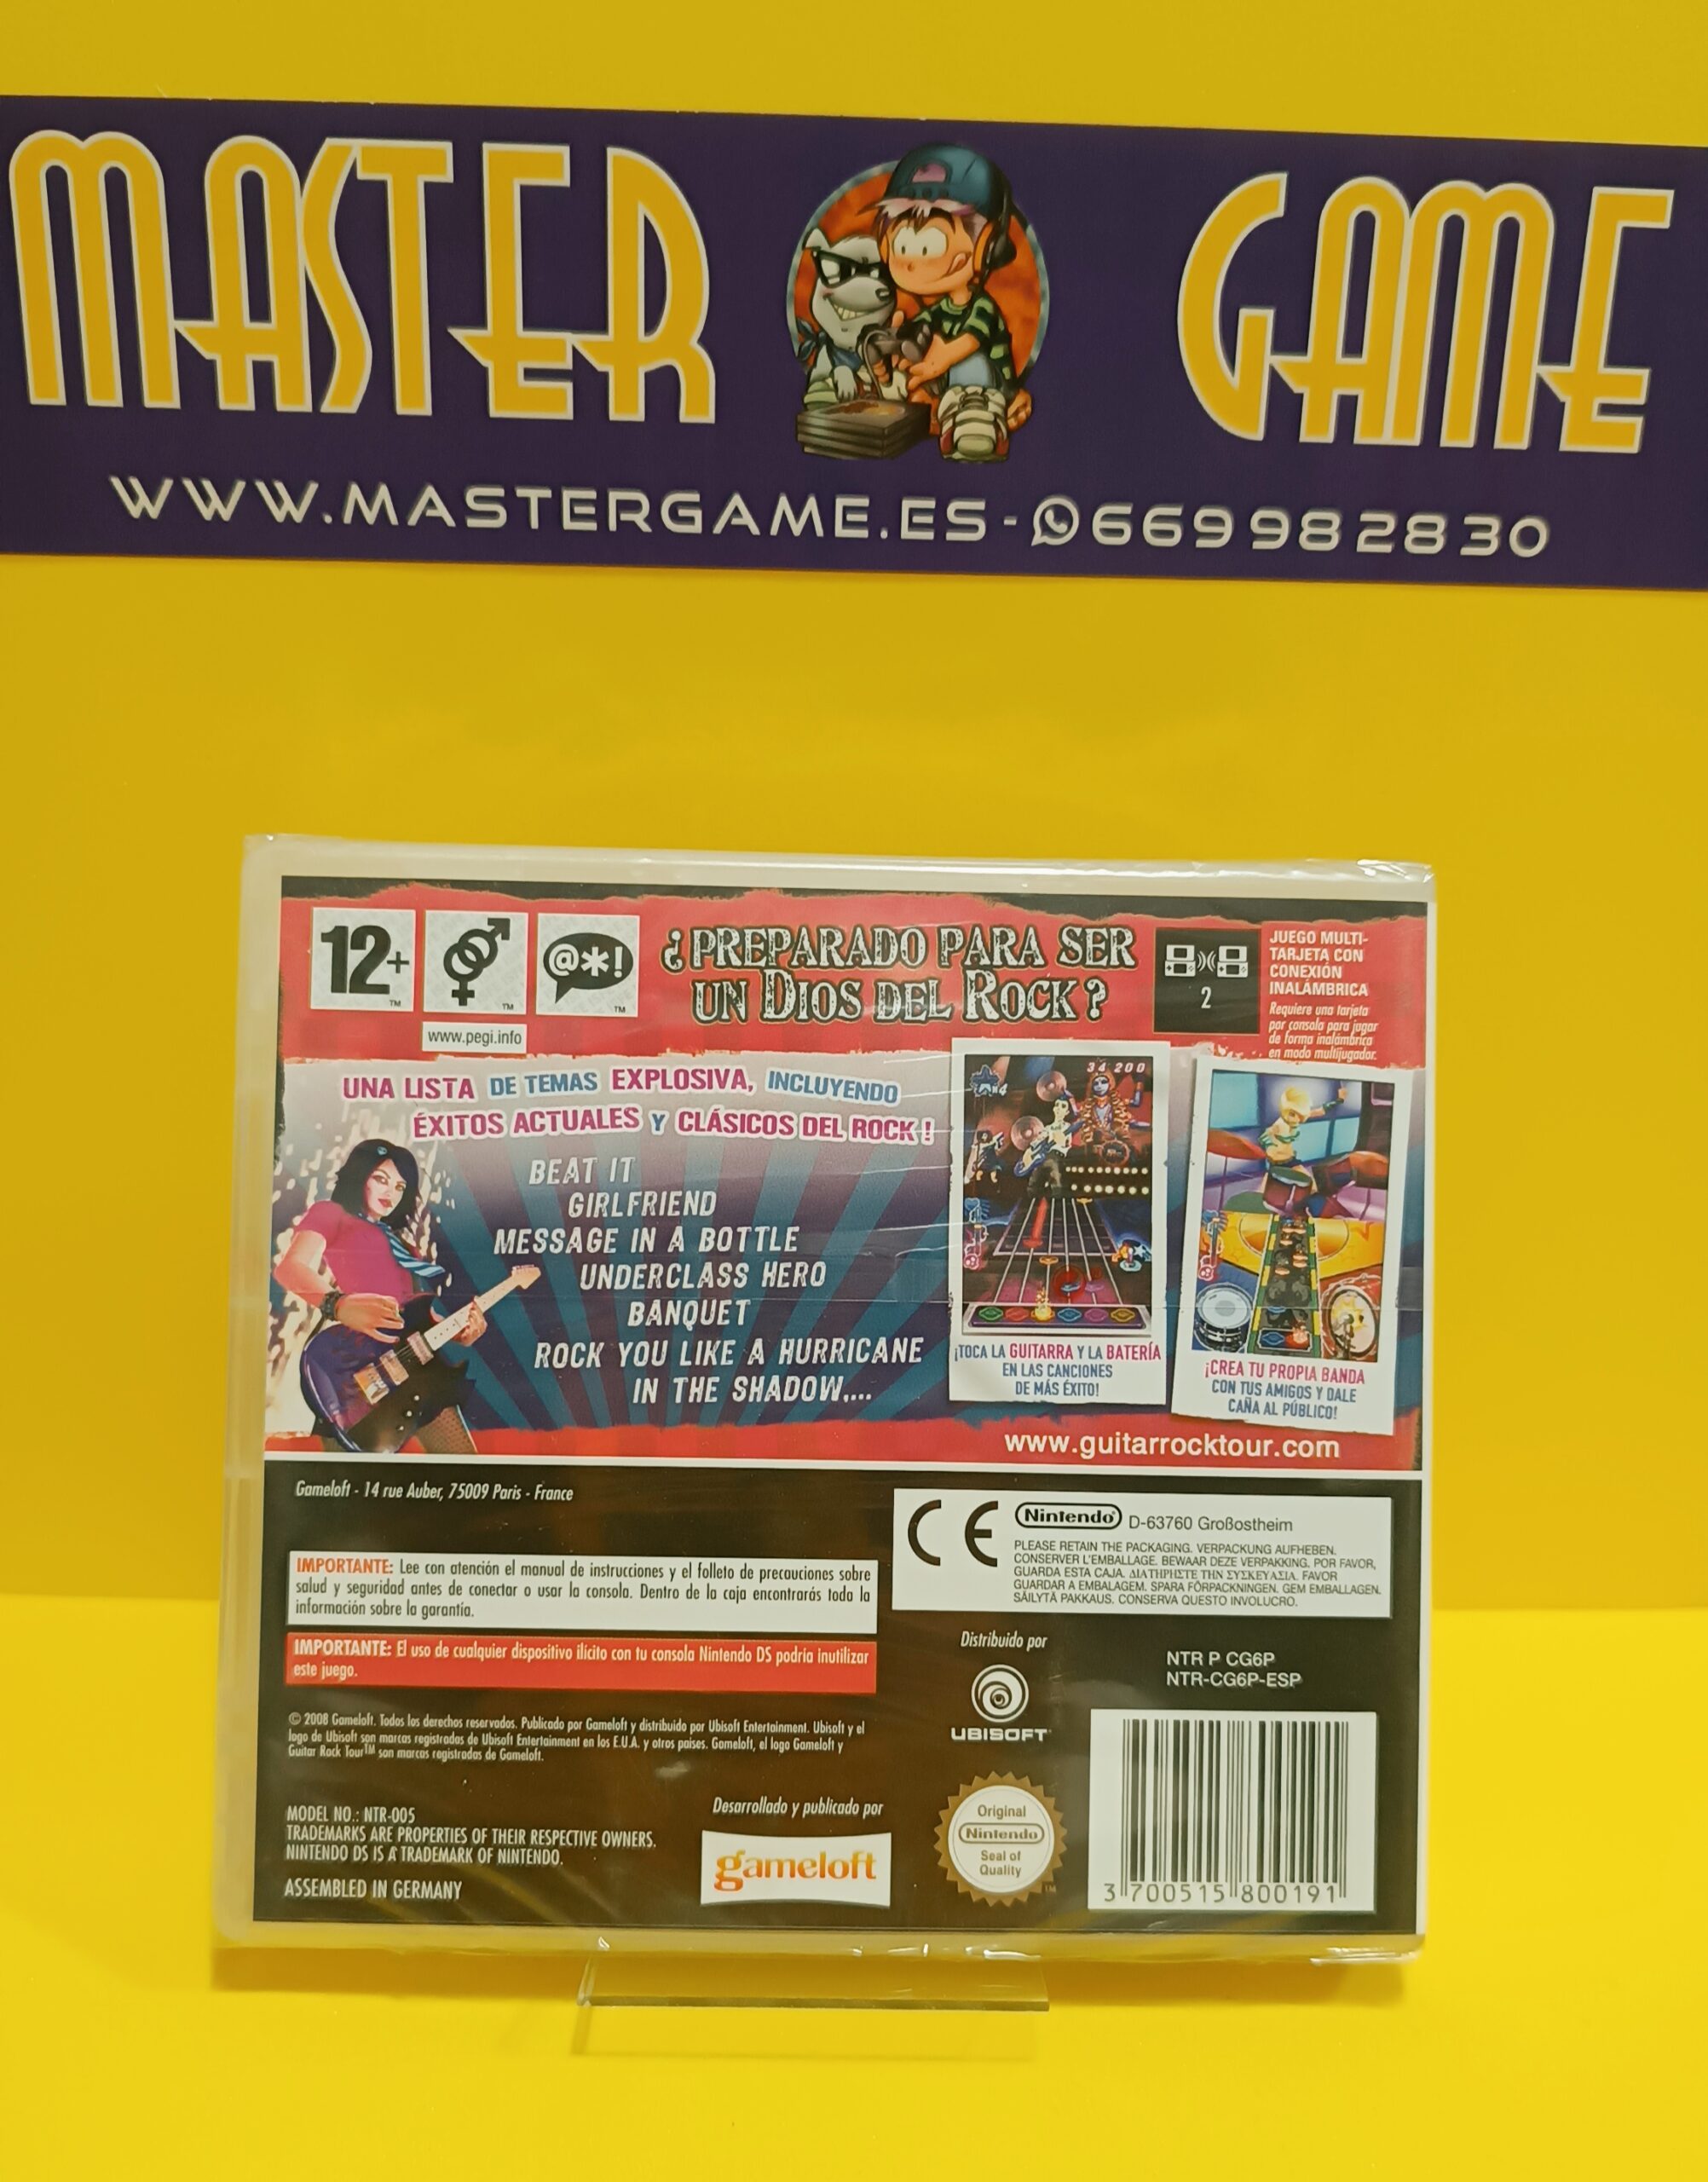 MASTER GAME
WWW.MASTERGAME.ES-669982830
12+
TM
TM
@*!
TM
www.pegi.info
¿PREPARADO PARA SER
UN DIOS DEL ROCK?
2
JUEGO MULTI-
TARJETA CON
CONEXIÓN
INALÁMBRICA
Requiere una tarjeta
por consola para jugar
de forma inalámbrica
en modo multijugador.
UNA LISTA DE TEMAS EXPLOSIVA, INCLUYENDO
ÉXITOS ACTUALES Y CLÁSICOS DEL ROCK!
BEAT IT
GIRLFRIEND
MESSAGE IN A BOTTLE
UNDERCLASS HERO
BANQUET
ROCK YOU LIKE A HURRICANE
IN THE SHADOW....
34 200
¡TOCA LA GUITARRA Y LA BATERÍA
EN LAS CANCIONES
DE MÁS ÉXITO!
¡CREA TU PROPIA BANDA
CON TUS AMIGOS Y DALE
CAÑA AL PÚBLICO!
www.guitarrocktour.com
Gameloft - 14 rue Auber, 75009 Paris - France
CE
Nintendo D-63760 Großostheim
PLEASE RETAIN THE PACKAGING. VERPACKUNG AUFHEBEN.
CONSERVER L'EMBALLAGE. BEWAAR DEZE VERPAKKING. POR FAVOR,
GUARDA ESTA CAJA. ΔΙΑΤΗΡΗΣΤΕ ΤΗΝ ΣΥΣΚΕΥΑΣΙΑ. FAVOR
GUARDAR A EMBALAGEM. SPARA FÖRPACKNINGEN. GEM EMBALLAGEN.
SÄILYTÄ PAKKAUS. CONSERVA QUESTO INVOLUCRO.
IMPORTANTE: Lee con atención el manual de instrucciones y el folleto de precauciones sobre
salud y seguridad antes de conectar o usar la consola. Dentro de la caja encontrarás toda la
información sobre la garantía.
IMPORTANTE: El uso de cualquier dispositivo ilícito con tu consola Nintendo DS podría inutilizar
este juego.
Distribuido por
UBISOFT
NTR P CG6P
NTR-CG6P-ESP
© 2008 Gameloft. Todos los derechos reservados. Publicado por Gameloft y distribuido por Ubisoft Entertainment. Ubisoft y el
logo de Ubisoft son marcas registradas de Ubisoft Entertainment en los E.U.A. y otros países. Gameloft, el logo Gameloft y
Guitar Rock Tour™ son marcas registradas de Gameloft.
MODEL NO.: NTR-005
TRADEMARKS ARE PROPERTIES OF THEIR RESPECTIVE OWNERS.
NINTENDO DS IS A TRADEMARK OF NINTENDO.
ASSEMBLED IN GERMANY
Desarrollado y publicado por
gameloft
Original
Nintendo
Seal of
Quality
TM
3 700515 800191